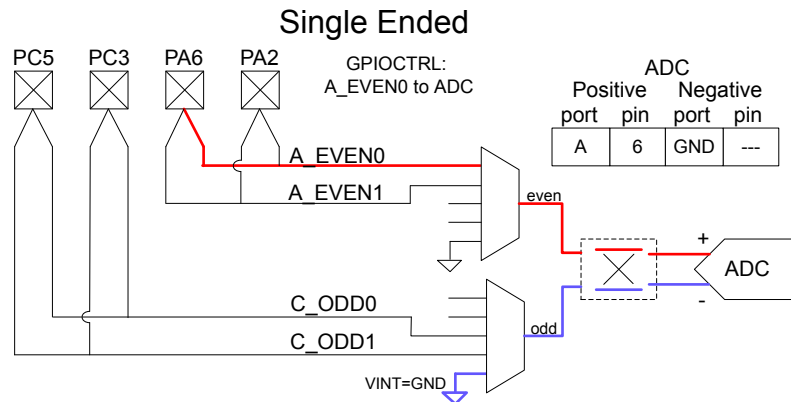 Single Ended
PC5 PC3 PA6 PA2
GPIOCTRL:
A_EVEN0 to ADC
ADC
Positive Negative
port pin port pin
A 6 GND ---
A_EVEN0
A_EVEN1
even
+
ADC
-
C_ODD0
C_ODD1
odd
VINT=GND